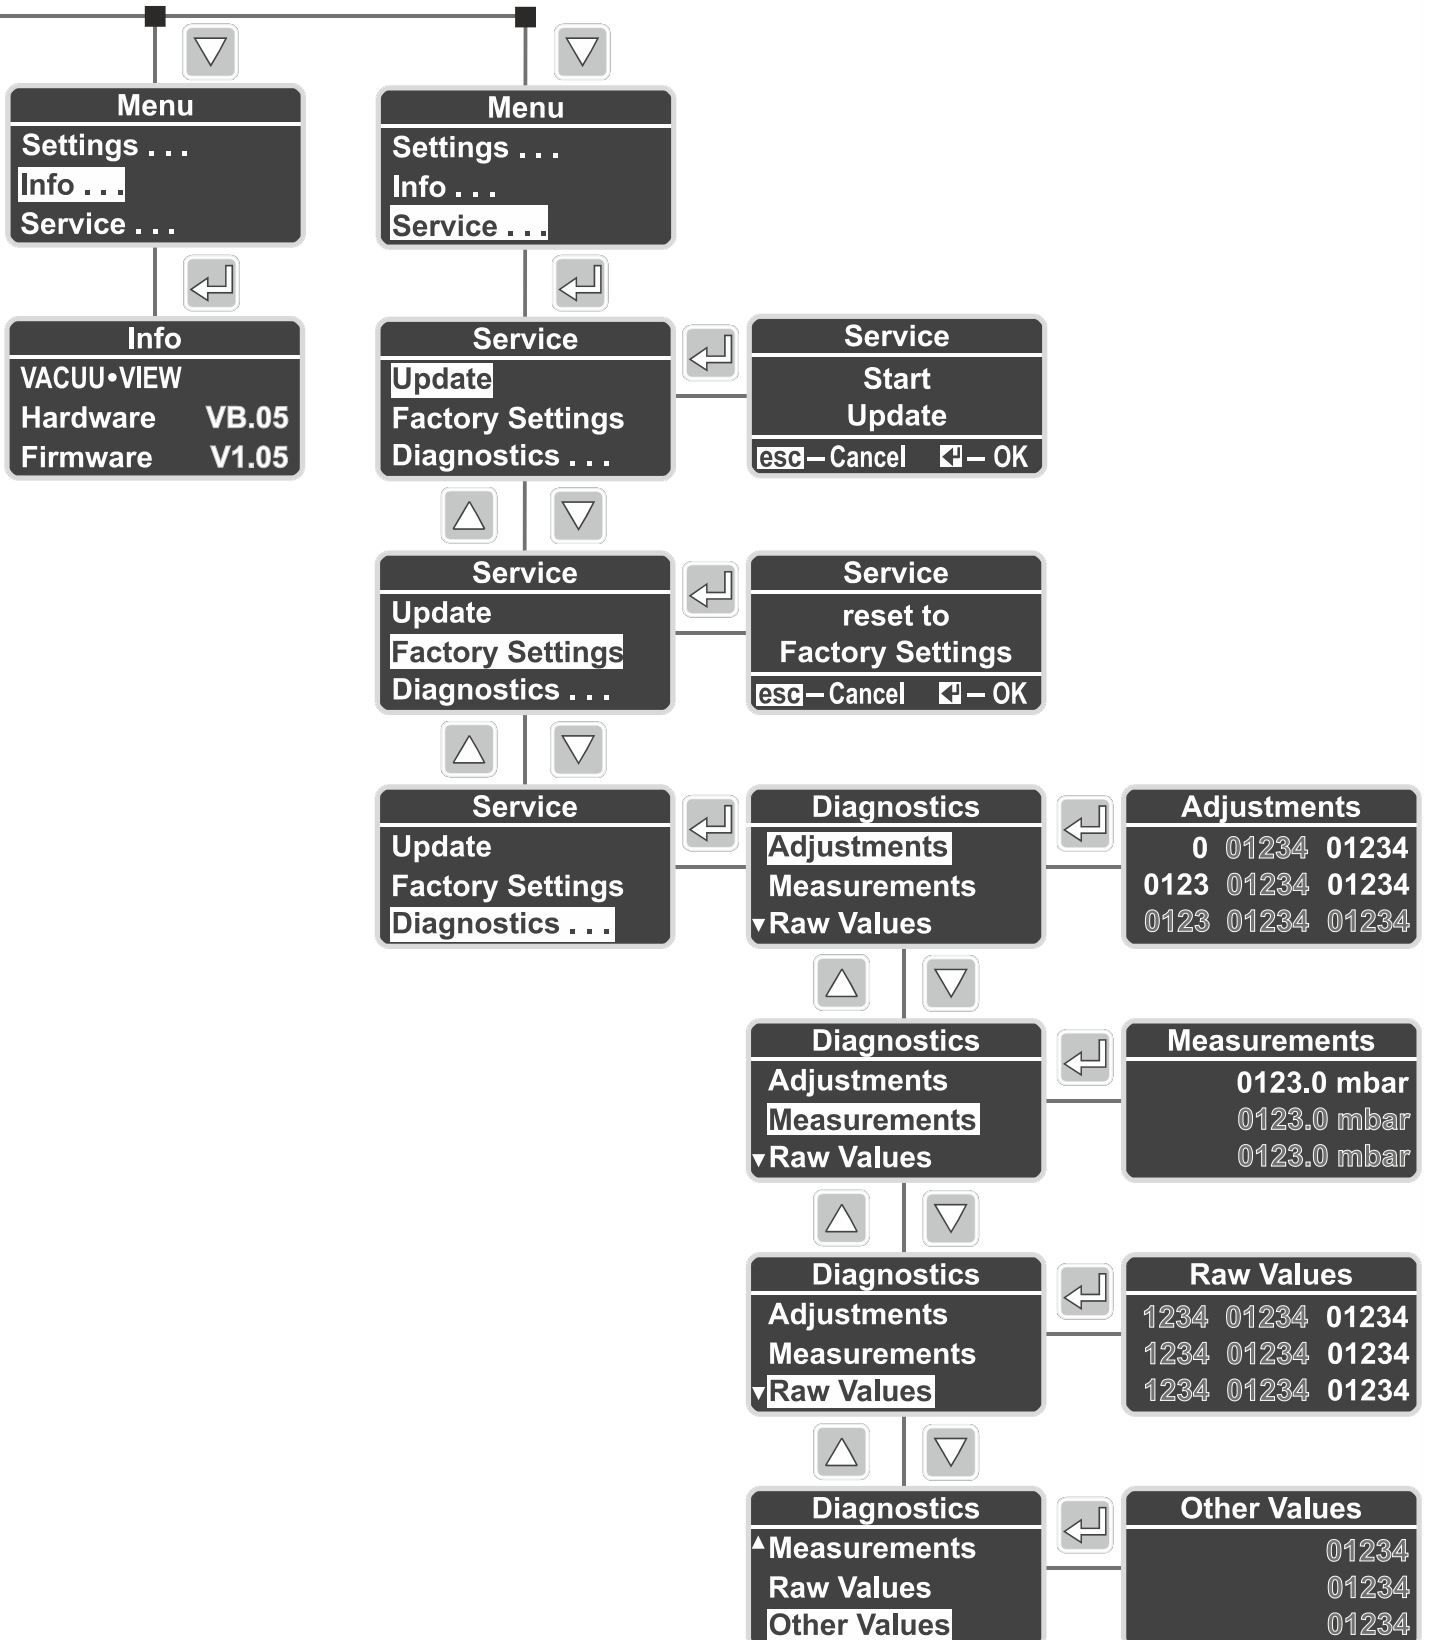 Menu
Settings . . .
Info . . .
Service . . .
Info
VACUU•VIEW
Hardware VB.05
Firmware V1.05
Menu
Settings . . .
Info . . .
Service . . .
Service
Update
Factory Settings
Diagnostics . . .
Service
Start
Update
esc – Cancel – OK
Service
Update
Factory Settings
Diagnostics . . .
Service
reset to
Factory Settings
esc – Cancel – OK
Service
Update
Factory Settings
Diagnostics . . .
Diagnostics
Adjustments
Measurements
▾Raw Values
Adjustments
0 01234 01234
0123 01234 01234
0123 01234 01234
Diagnostics
Adjustments
Measurements
▾Raw Values
Measurements
0123.0 mbar
0123.0 mbar
0123.0 mbar
Diagnostics
Adjustments
Measurements
▾Raw Values
Raw Values
1234 01234 01234
1234 01234 01234
1234 01234 01234
Diagnostics
▴Measurements
Raw Values
Other Values
Other Values
01234
01234
01234